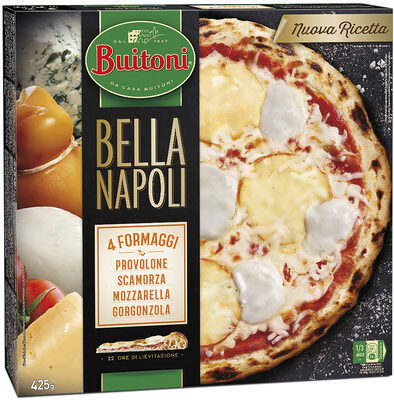 Nuova Ricetta
DAL 1827
Buitoni
DA CASA BUITONI
BELLA
NAPOLI
4 FORMAGGI
PROVOLONE
SCAMORZA
MOZZARELLA
GORGONZOLA
22 ORE DI LIEVITAZIONE
425g
1/3